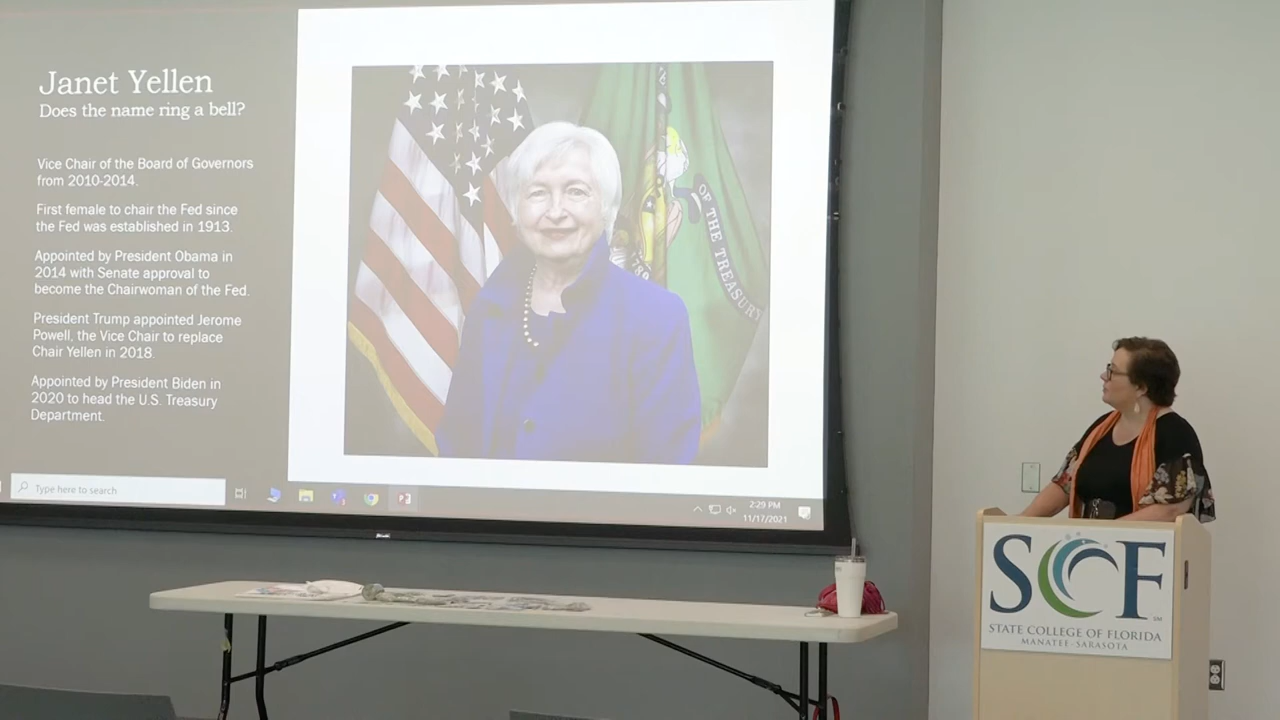 Janet Yellen
Does the name ring a bell?
Vice Chair of the Board of Governors
from 2010-2014.
First female to chair the Fed since
the Fed was established in 1913.
Appointed by President Obama in
2014 with Senate approval to
become the Chairwoman of the Fed.
President Trump appointed Jerome
Powell, the Vice Chair to replace
Chair Yellen in 2018.
Appointed by President Biden in
2020 to head the U.S. Treasury
Department.
OF THE TREASURY
789
Type here to search
2:29 PM
11/17/2021
SCF
SM
STATE COLLEGE OF FLORIDA
MANATEE-SARASOTA